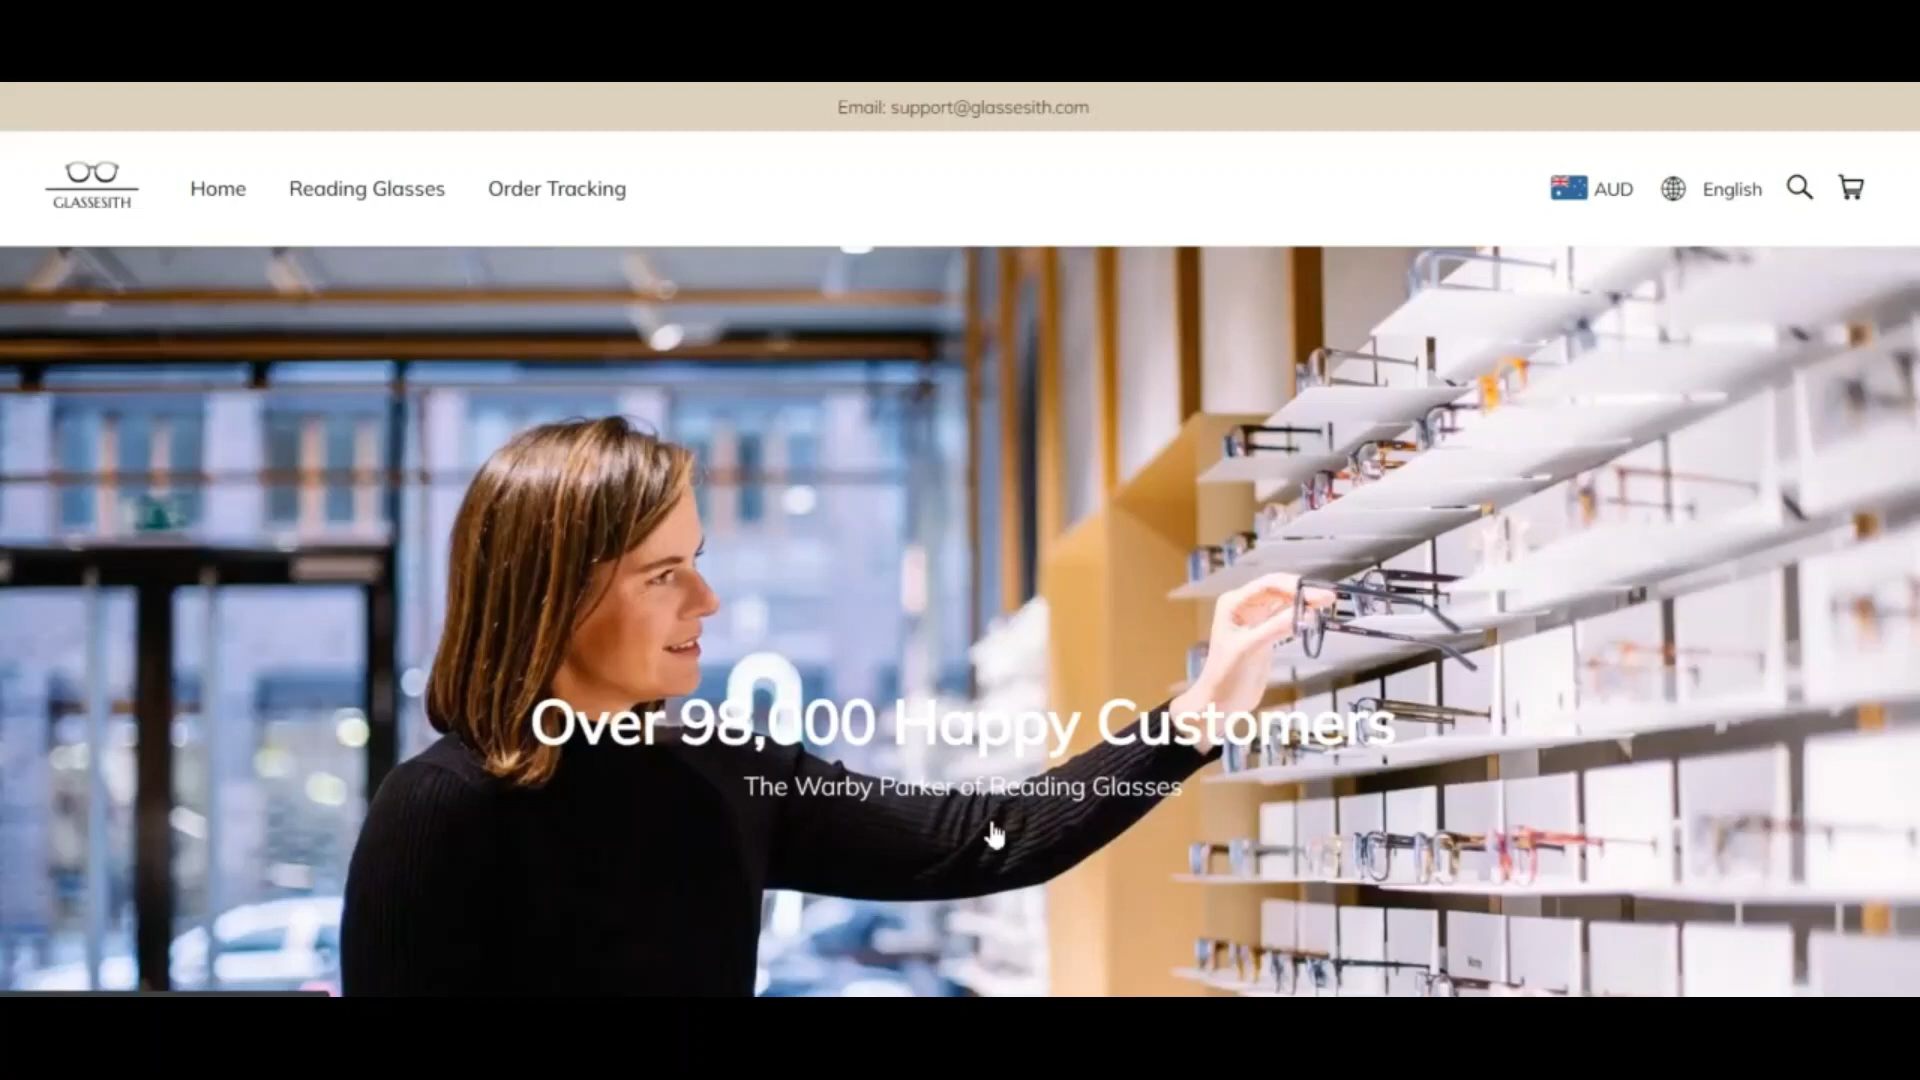 Email: support@glassesith.com
GLASSESITH
Home
Reading Glasses
Order Tracking
AUD
English
Over 98,000 Happy Customers
The Warby Parker of Reading Glasses